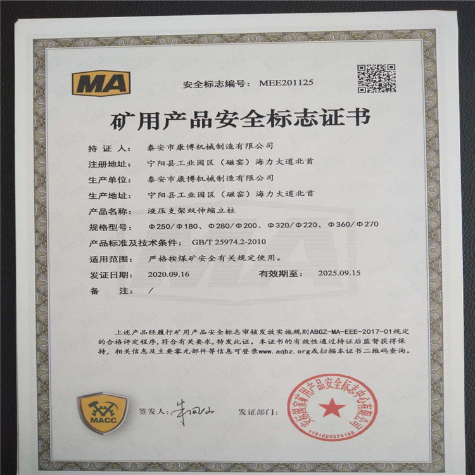 MA
安全标志编号： MEE201125
矿用产品安全标志证书
持 证 人： 泰安市康博机械制造有限公司
注册地址： 宁阳县工业园区（磁窑）海力大道北首
生产单位： 泰安市康博机械制造有限公司
生产地址： 宁阳县工业园区（磁窑）海力大道北首
产品名称： 液压支架双伸缩立柱
规格型号： Φ250/Φ180、Φ280/Φ200、Φ320/Φ220、Φ360/Φ270
产品标准及技术条件： GB/T 25974.2-2010
适用范围： 严格按煤矿安全有关规定使用。
发证日期： 2020.09.16 有效期至： 2025.09.15
备 注： /
上述产品经履行矿用产品安全标志审核发放实施规则ABGZ-MA-EEE-2017-01规定
的合格评定程序，符合有关要求，特发此证。本证书的有效性通过持证后监督获得保
持，相关信息及主要零元部件等信息可登录www.aqbz.org或扫描本证书二维码查询。
MACC
签发人： 发证部门：